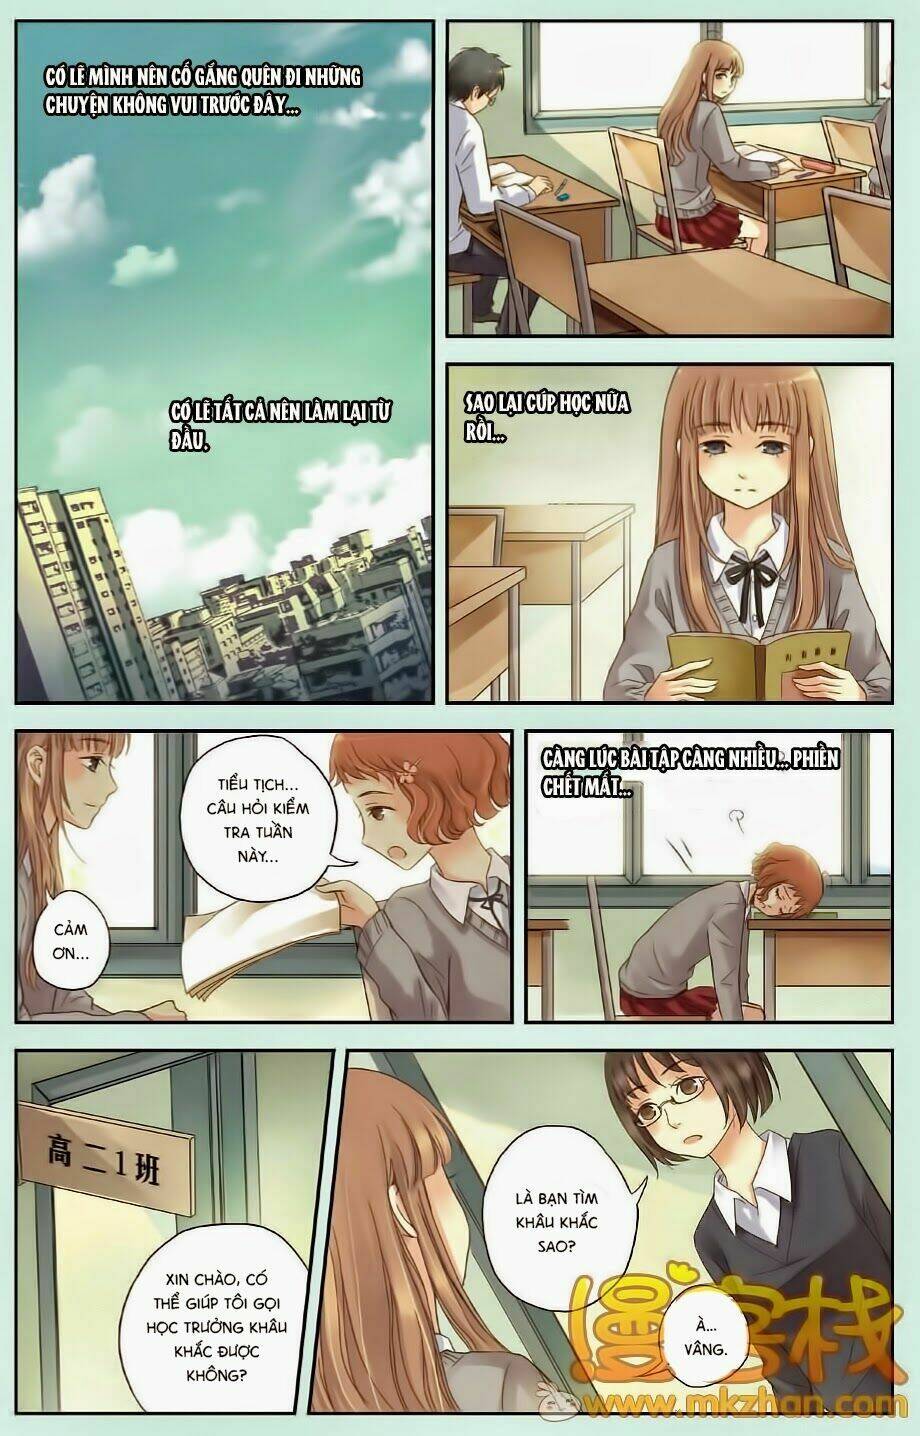 CÓ LẼ MÌNH NÊN CỐ GẮNG QUÊN ĐI NHỮNG
CHUYỆN KHÔNG VUI TRƯỚC ĐÂY...
CÓ LẼ TẤT CẢ NÊN LÀM LẠI TỪ
ĐẦU.
SAO LẠI CÚP HỌC NỮA
RỒI...
TIỂU TỊCH...
CÂU HỎI KIỂM
TRA TUẦN
NÀY...
CẢM
ƠN...
CÀNG LÚC BÀI TẬP CÀNG NHIỀU... PHIỀN
CHẾT MẤT...
高二1班
XIN CHÀO, CÓ
THỂ GIÚP TÔI GỌI
HỌC TRƯỞNG KHÂU
KHẮC ĐƯỢC
KHÔNG?
LÀ BẠN TÌM
KHÂU KHẮC
SAO?
À...
VÂNG.
漫客栈
www.mkzhan.com